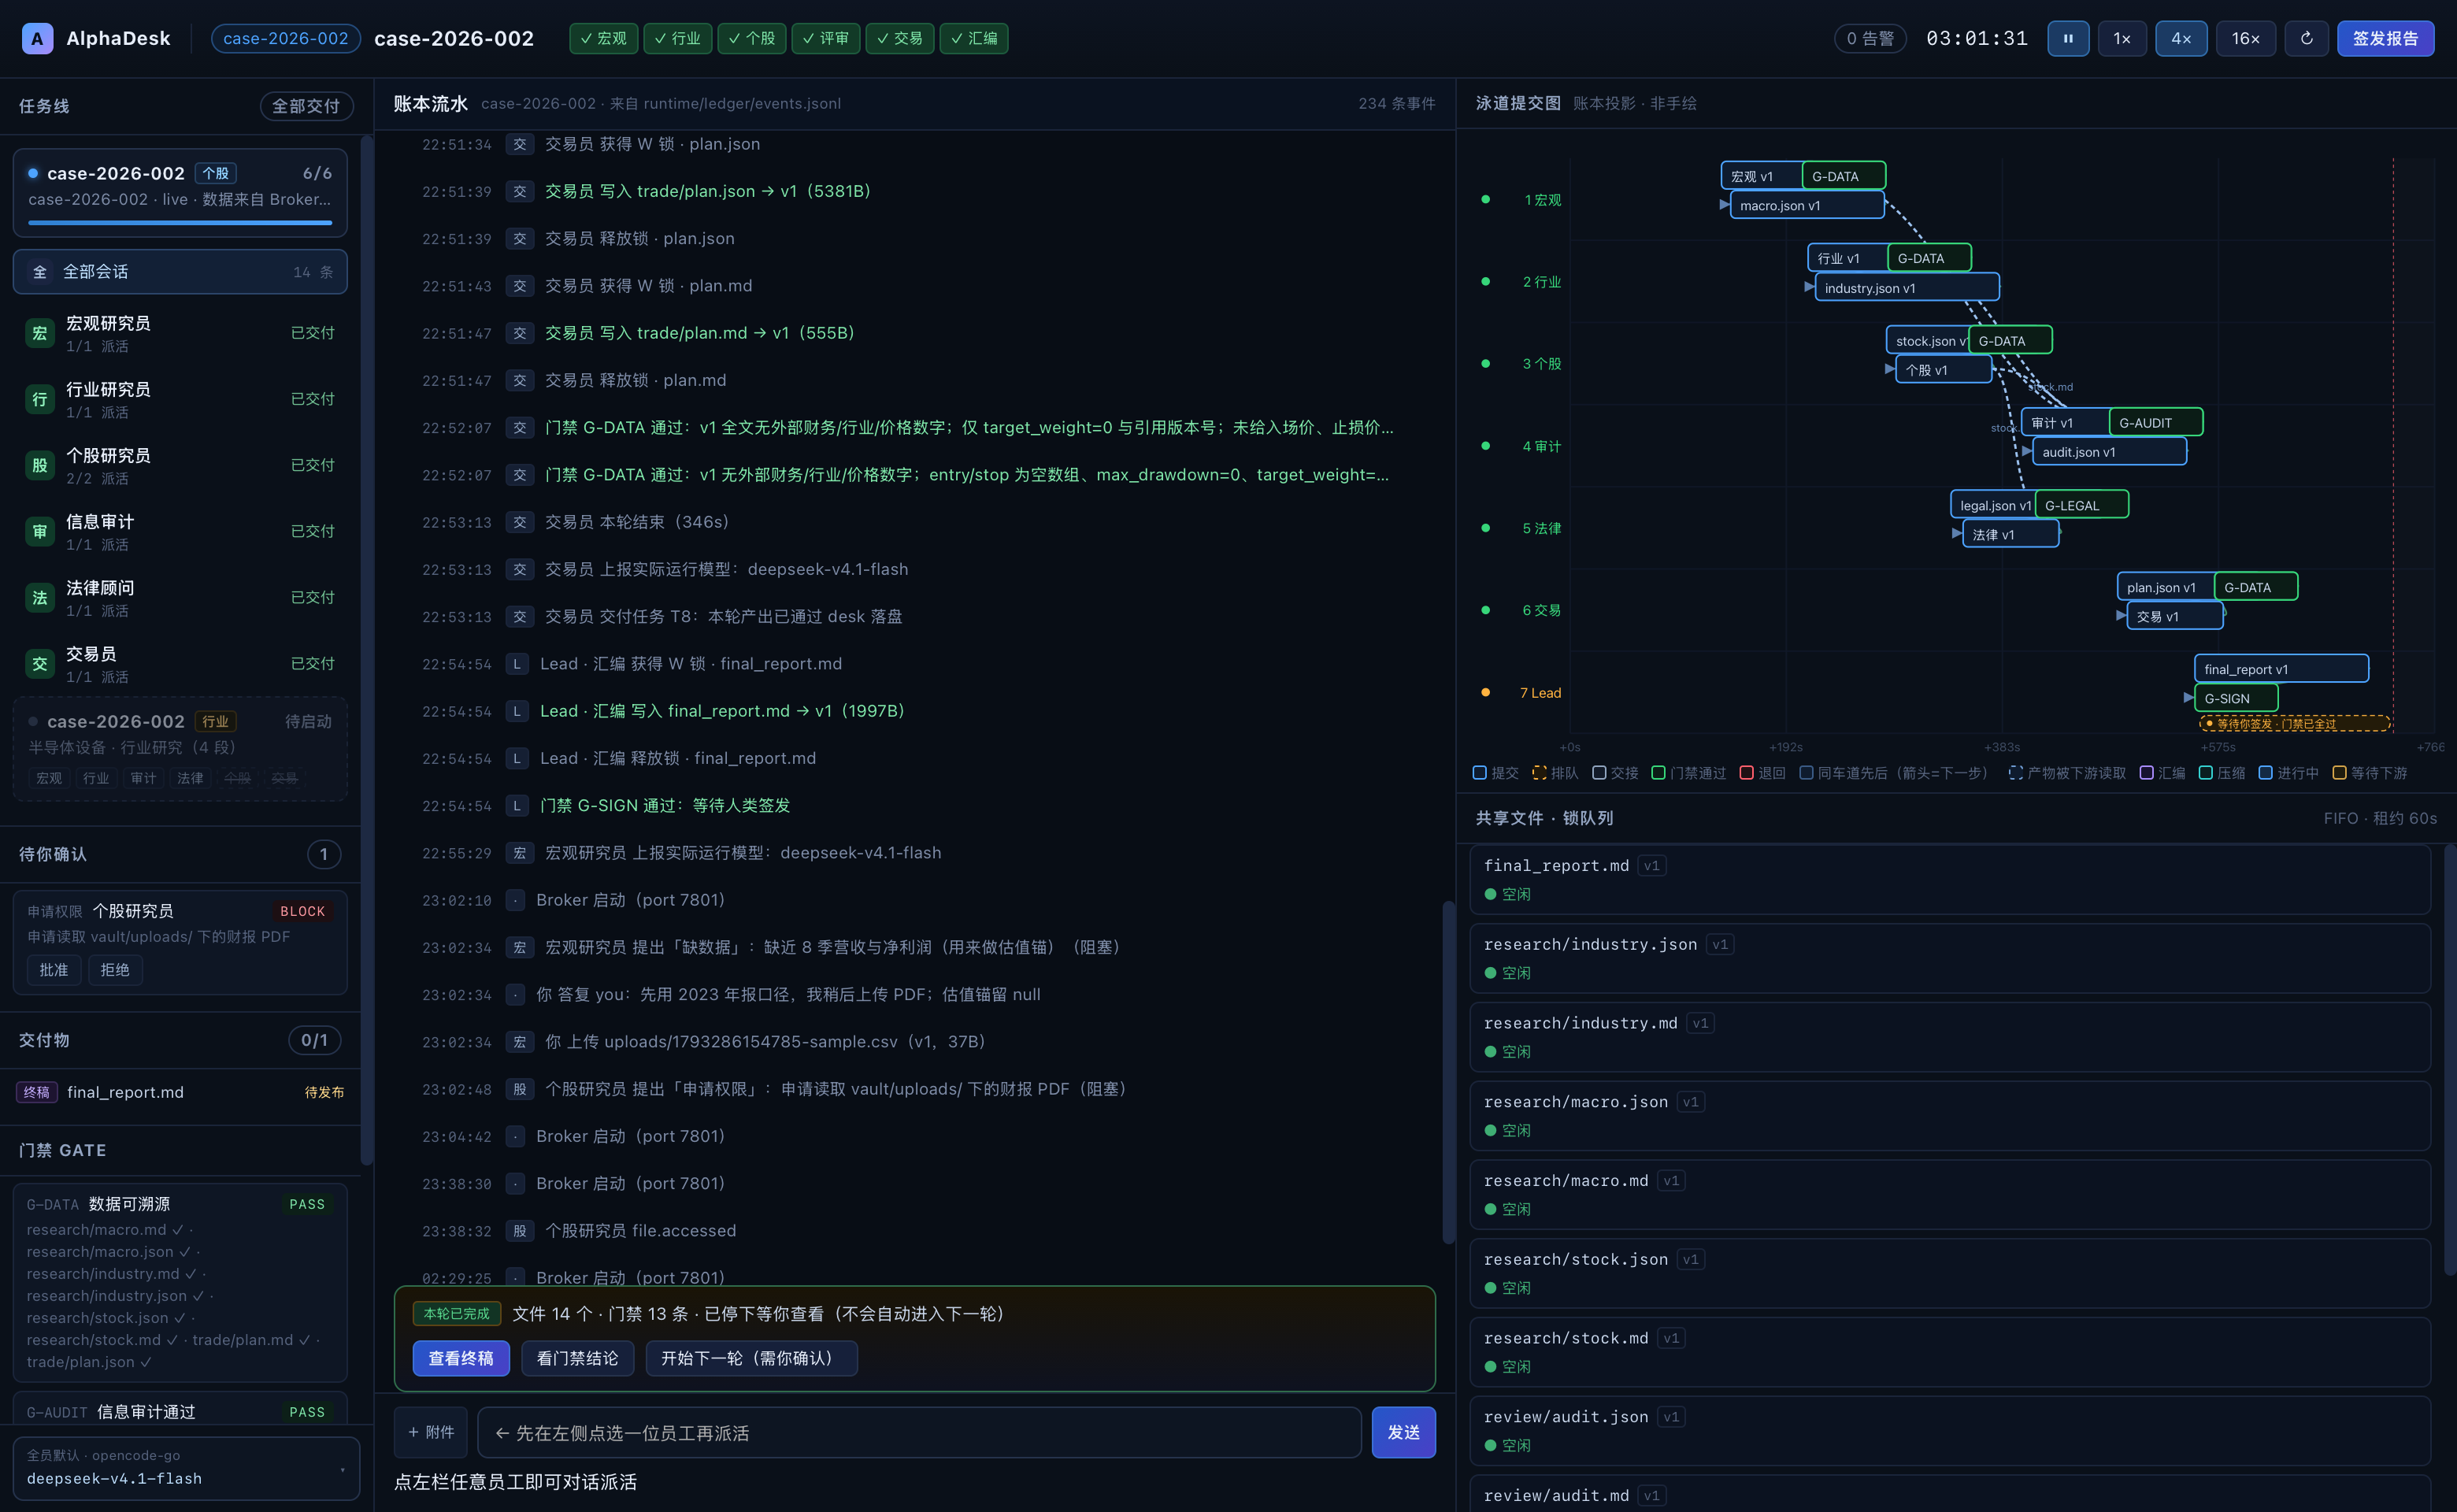 A AlphaDesk case-2026-002 case-2026-002 ✓ 宏观 ✓ 行业 ✓ 个股 ✓ 评审 ✓ 交易 ✓ 汇编 0 告警 03:01:31 1× 4× 16× ↻ 签发报告
任务线 全部交付
case-2026-002 个股 6/6
case-2026-002 · live · 数据来自 Broker...
全 全部会话 14 条
宏 宏观研究员 已交付
1/1 派活
行 行业研究员 已交付
1/1 派活
股 个股研究员 已交付
2/2 派活
审 信息审计 已交付
1/1 派活
法 法律顾问 已交付
1/1 派活
交 交易员 已交付
1/1 派活
case-2026-002 行业 待启动
半导体设备 · 行业研究（4 段）
宏观 行业 审计 法律 个股 交易
待你确认 1
申请权限 个股研究员 BLOCK
申请读取 vault/uploads/ 下的财报 PDF
批准 拒绝
交付物 0/1
终稿 final_report.md 待发布
门禁 GATE
G-DATA 数据可溯源 PASS
research/macro.md ✓ ·
research/macro.json ✓ ·
research/industry.md ✓ ·
research/industry.json ✓ ·
research/stock.json ✓ ·
research/stock.md ✓ · trade/plan.md ✓ ·
trade/plan.json ✓
G-AUDIT 信息审计通过 PASS
全员默认 · opencode-go
deepseek-v4.1-flash
账本流水 case-2026-002 · 来自 runtime/ledger/events.jsonl 234 条事件
22:51:34 交 交易员 获得 W 锁 · plan.json
22:51:39 交 交易员 写入 trade/plan.json → v1（5381B）
22:51:39 交 交易员 释放锁 · plan.json
22:51:43 交 交易员 获得 W 锁 · plan.md
22:51:47 交 交易员 写入 trade/plan.md → v1（555B）
22:51:47 交 交易员 释放锁 · plan.md
22:52:07 交 门禁 G-DATA 通过：v1 全文无外部财务/行业/价格数字；仅 target_weight=0 与引用版本号；未给入场价、止损价...
22:52:07 交 门禁 G-DATA 通过：v1 无外部财务/行业/价格数字；entry/stop 为空数组、max_drawdown=0、target_weight=...
22:53:13 交 交易员 本轮结束（346s）
22:53:13 交 交易员 上报实际运行模型：deepseek-v4.1-flash
22:53:13 交 交易员 交付任务 T8：本轮产出已通过 desk 落盘
22:54:54 L Lead · 汇编 获得 W 锁 · final_report.md
22:54:54 L Lead · 汇编 写入 final_report.md → v1（1997B）
22:54:54 L Lead · 汇编 释放锁 · final_report.md
22:54:54 L 门禁 G-SIGN 通过：等待人类签发
22:55:29 宏 宏观研究员 上报实际运行模型：deepseek-v4.1-flash
23:02:10 · Broker 启动（port 7801）
23:02:34 宏 宏观研究员 提出「缺数据」：缺近 8 季营收与净利润（用来做估值锚）（阻塞）
23:02:34 · 你 答复 you：先用 2023 年报口径，我稍后上传 PDF；估值锚留 null
23:02:34 宏 你 上传 uploads/1793286154785-sample.csv（v1，37B）
23:02:48 股 个股研究员 提出「申请权限」：申请读取 vault/uploads/ 下的财报 PDF（阻塞）
23:04:42 · Broker 启动（port 7801）
23:38:30 · Broker 启动（port 7801）
23:38:32 股 个股研究员 file.accessed
02:29:25 · Broker 启动（port 7801）
本轮已完成 文件 14 个 · 门禁 13 条 · 已停下等你查看（不会自动进入下一轮）
查看终稿 看门禁结论 开始下一轮（需你确认）
+ 附件 ← 先在左侧点选一位员工再派活 发送
点左栏任意员工即可对话派活
泳道提交图 账本投影 · 非手绘
1 宏观 宏观 v1 G-DATA
macro.json v1
2 行业 行业 v1 G-DATA
industry.json v1
3 个股 stock.json v1 G-DATA
个股 v1
stock.md
4 审计 审计 v1 G-AUDIT
stock.
audit.json v1
5 法律 legal.json v1 G-LEGAL
法律 v1
6 交易 plan.json v1 G-DATA
交易 v1
7 Lead final_report v1
G-SIGN
等待你签发 · 门禁已全过
+0s +192s +383s +575s +766
提交 排队 交接 门禁通过 退回 同车道先后（箭头=下一步） 产物被下游读取 汇编 压缩 进行中 等待下游
共享文件 · 锁队列 FIFO · 租约 60s
final_report.md v1
空闲
research/industry.json v1
空闲
research/industry.md v1
空闲
research/macro.json v1
空闲
research/macro.md v1
空闲
research/stock.json v1
空闲
research/stock.md v1
空闲
review/audit.json v1
空闲
review/audit.md v1